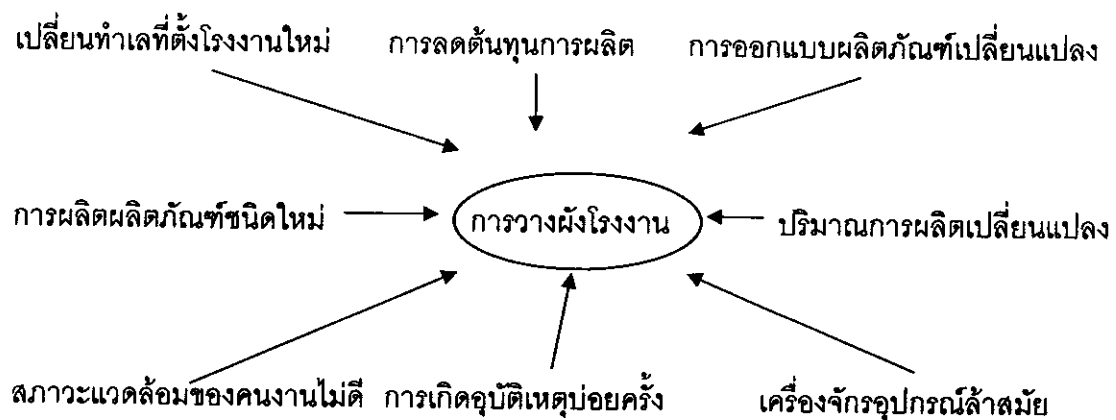 เปลี่ยนทำเลที่ตั้งโรงงานใหม่ การลดต้นทุนการผลิต การออกแบบผลิตภัณฑ์เปลี่ยนแปลง
การผลิตผลิตภัณฑ์ชนิดใหม่ การวางผังโรงงาน ปริมาณการผลิตเปลี่ยนแปลง
สภาวะแวดล้อมของคนงานไม่ดี การเกิดอุบัติเหตุบ่อยครั้ง เครื่องจักรอุปกรณ์ล้าสมัย